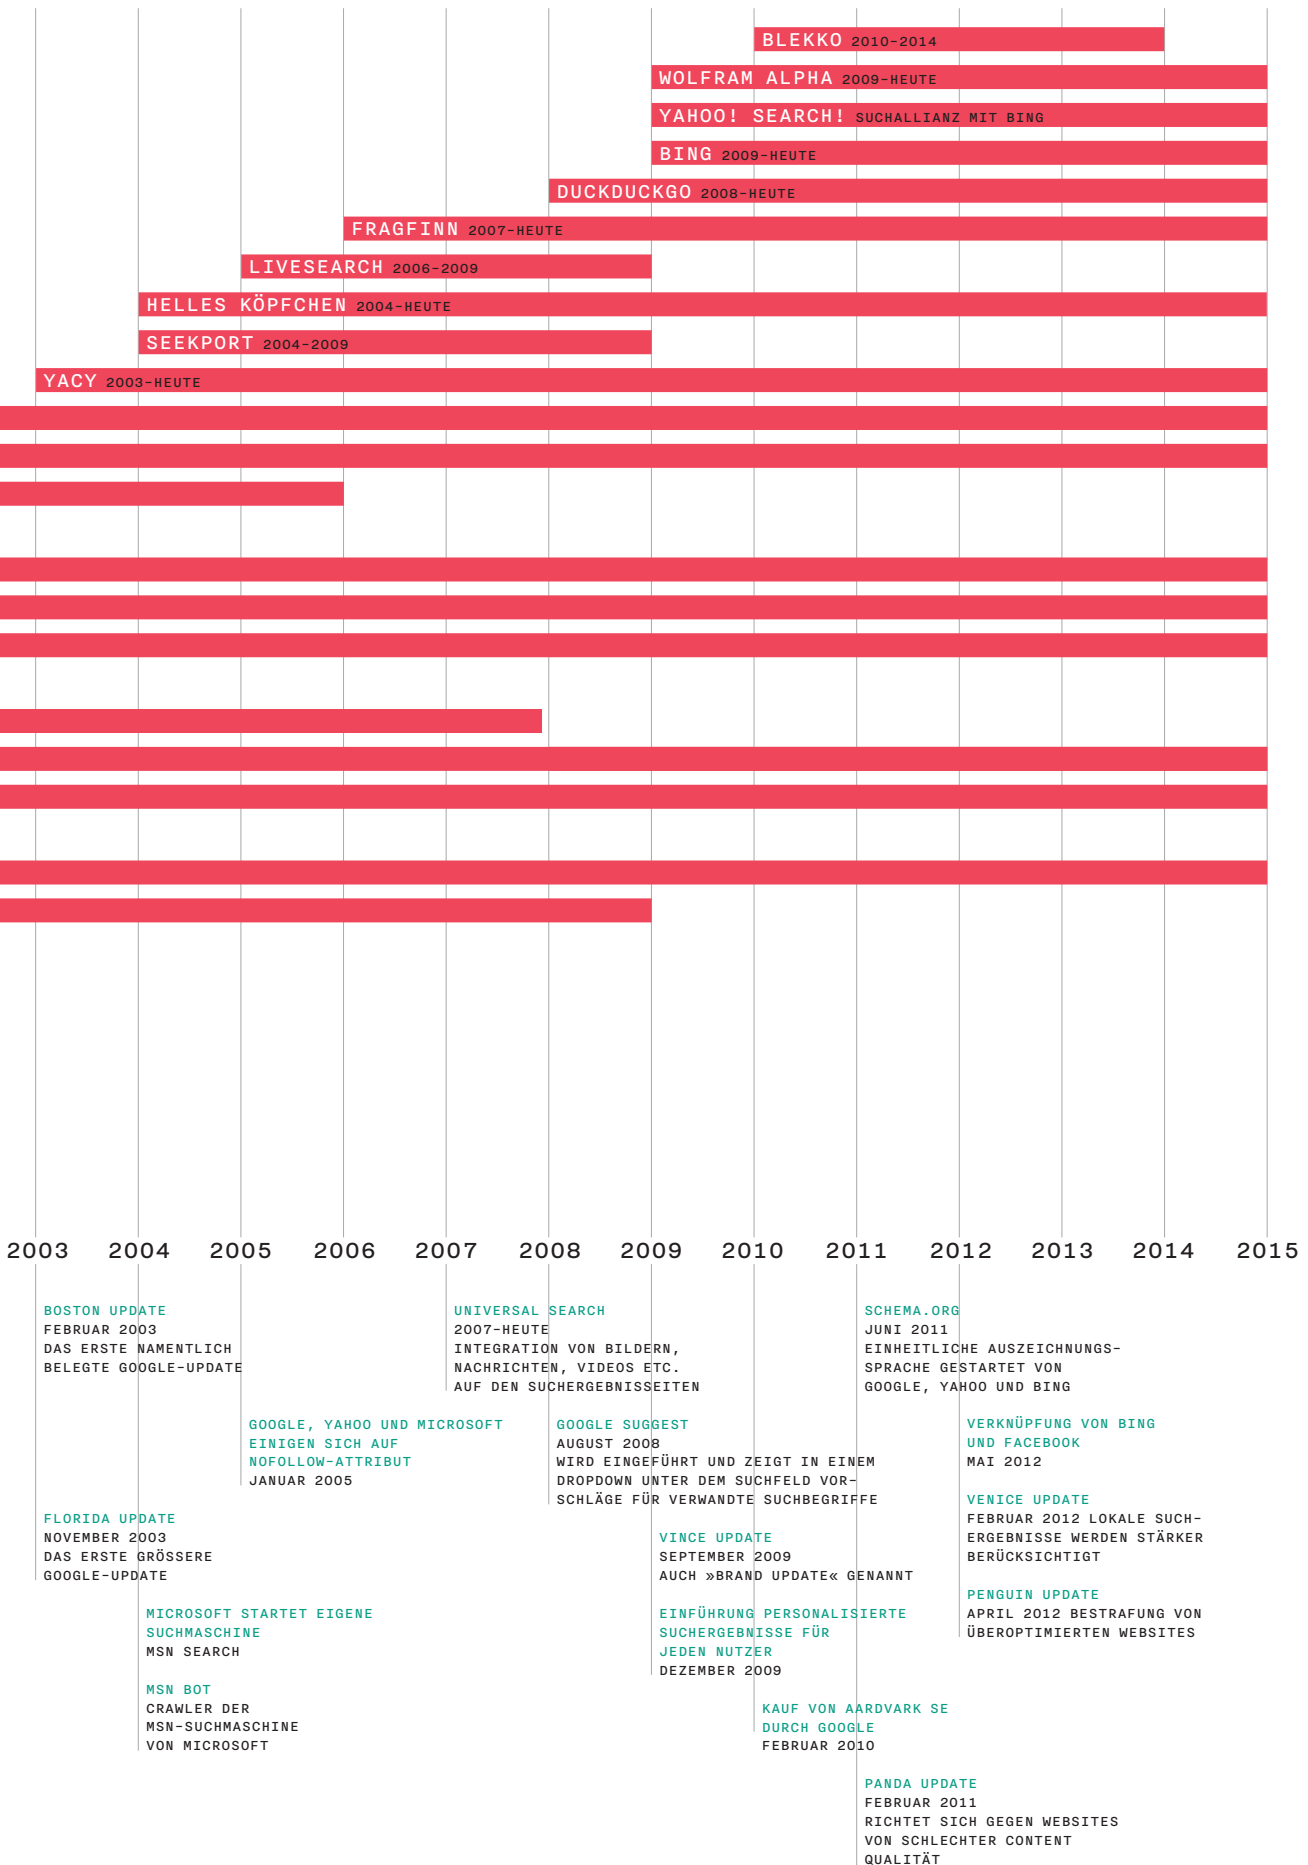 BLEKKO 2010–2014
WOLFRAM ALPHA 2009–HEUTE
YAHOO! SEARCH! SUCHALLIANZ MIT BING
BING 2009–HEUTE
DUCKDUCKGO 2008–HEUTE
FRAGFINN 2007–HEUTE
LIVESEARCH 2006–2009
HELLES KÖPFCHEN 2004–HEUTE
SEEKPORT 2004–2009
YACY 2003–HEUTE
2003 2004 2005 2006 2007 2008 2009 2010 2011 2012 2013 2014 2015
BOSTON UPDATE
FEBRUAR 2003
DAS ERSTE NAMENTLICH
BELEGTE GOOGLE-UPDATE
FLORIDA UPDATE
NOVEMBER 2003
DAS ERSTE GRÖSSERE
GOOGLE-UPDATE
MICROSOFT STARTET EIGENE
SUCHMASCHINE
MSN SEARCH
MSN BOT
CRAWLER DER
MSN-SUCHMASCHINE
VON MICROSOFT
GOOGLE, YAHOO UND MICROSOFT
EINIGEN SICH AUF
NOFOLLOW-ATTRIBUT
JANUAR 2005
UNIVERSAL SEARCH
2007–HEUTE
INTEGRATION VON BILDERN,
NACHRICHTEN, VIDEOS ETC.
AUF DEN SUCHERGEBNISSEITEN
GOOGLE SUGGEST
AUGUST 2008
WIRD EINGEFÜHRT UND ZEIGT IN EINEM
DROPDOWN UNTER DEM SUCHFELD VOR-
SCHLÄGE FÜR VERWANDTE SUCHBEGRIFFE
VINCE UPDATE
SEPTEMBER 2009
AUCH »BRAND UPDATE« GENANNT
EINFÜHRUNG PERSONALISIERTE
SUCHERGEBNISSE FÜR
JEDEN NUTZER
DEZEMBER 2009
KAUF VON AARDVARK SE
DURCH GOOGLE
FEBRUAR 2010
SCHEMA.ORG
JUNI 2011
EINHEITLICHE AUSZEICHNUNGS-
SPRACHE GESTARTET VON
GOOGLE, YAHOO UND BING
PANDA UPDATE
FEBRUAR 2011
RICHTET SICH GEGEN WEBSITES
VON SCHLECHTER CONTENT
QUALITÄT
VERKNÜPFUNG VON BING
UND FACEBOOK
MAI 2012
VENICE UPDATE
FEBRUAR 2012 LOKALE SUCH-
ERGEBNISSE WERDEN STÄRKER
BERÜCKSICHTIGT
PENGUIN UPDATE
APRIL 2012 BESTRAFUNG VON
ÜBEROPTIMIERTEN WEBSITES